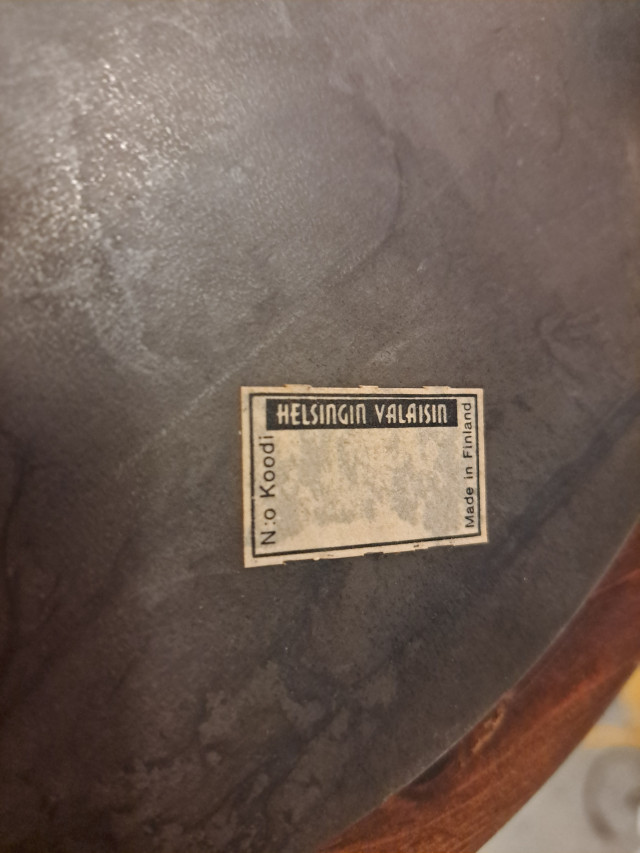 HELSINGIN VALAISIN
N:o Koodi
Made in Finland